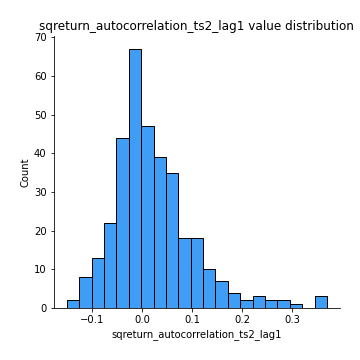 sqreturn_autocorrelation_ts2_lag1 value distribution
70
60
50
40
30
20
10
0
Count
−0.1 0.0 0.1 0.2 0.3
sqreturn_autocorrelation_ts2_lag1